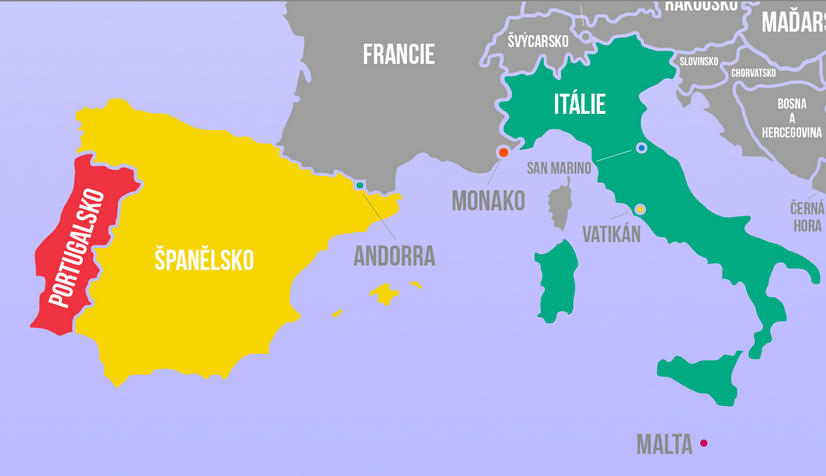 RAKOUSKO
MAĎARS
ŠVÝCARSKO
FRANCIE
SLOVINSKO
CHORVATSKO
ITÁLIE
BOSNA
A
HERCEGOVINA
SAN MARINO
MONAKO
PORTUGALSKO
ČERNÁ
HORA
VATIKÁN
ŠPANĚLSKO
ANDORRA
MALTA